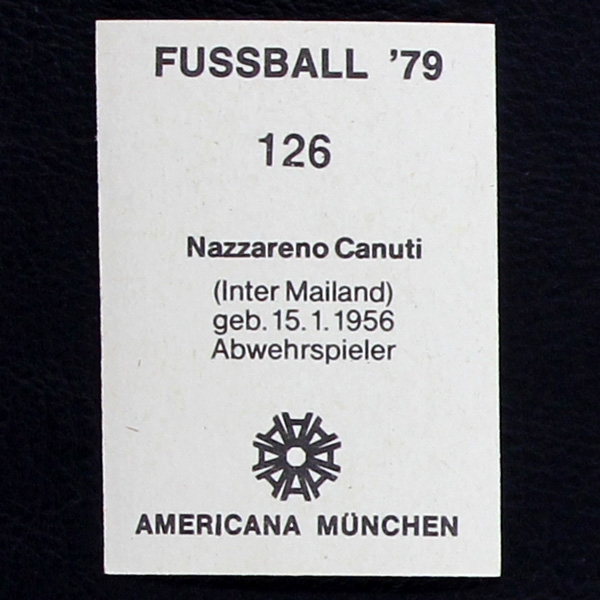 FUSSBALL '79
126
Nazzareno Canuti
(Inter Mailand)
geb. 15. 1. 1956
Abwehrspieler
AMERICANA MÜNCHEN